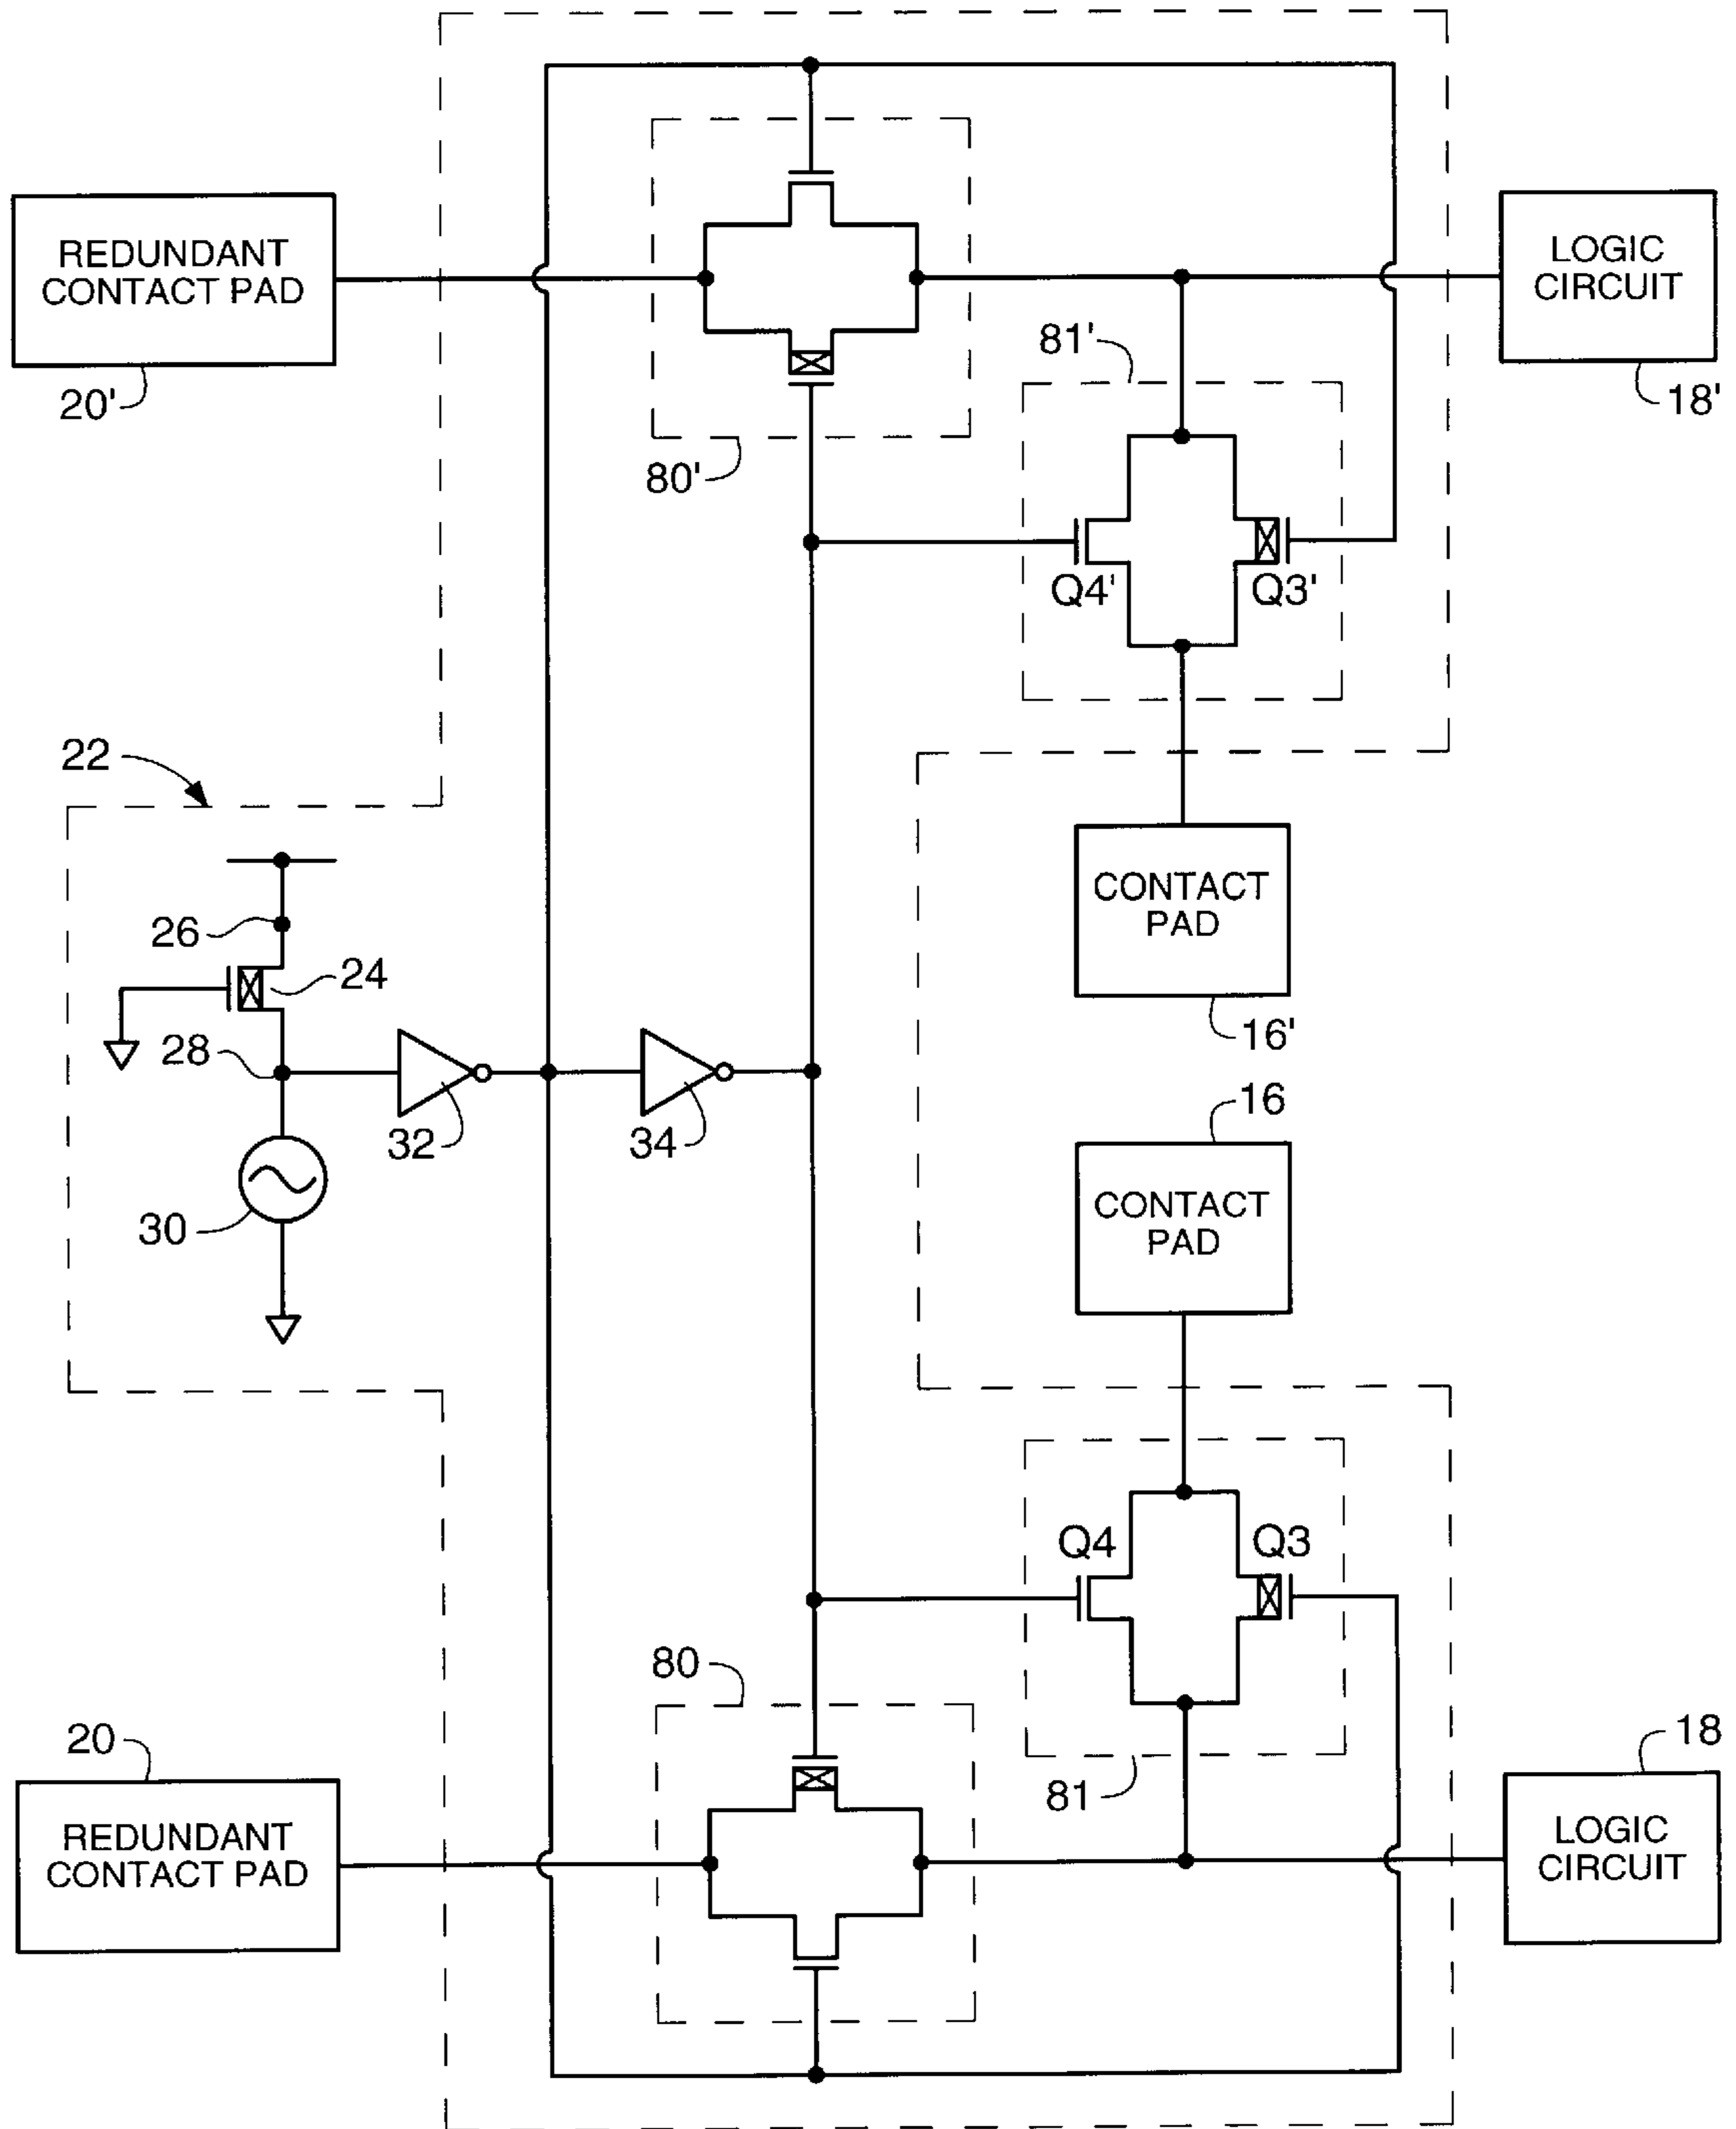 REDUNDANT
CONTACT PAD
20'
80'
81'
LOGIC
CIRCUIT
18'
Q4'
Q3'
22
CONTACT
PAD
16'
26
24
28
32
34
30
16
CONTACT
PAD
Q4
Q3
80
81
20
REDUNDANT
CONTACT PAD
18
LOGIC
CIRCUIT